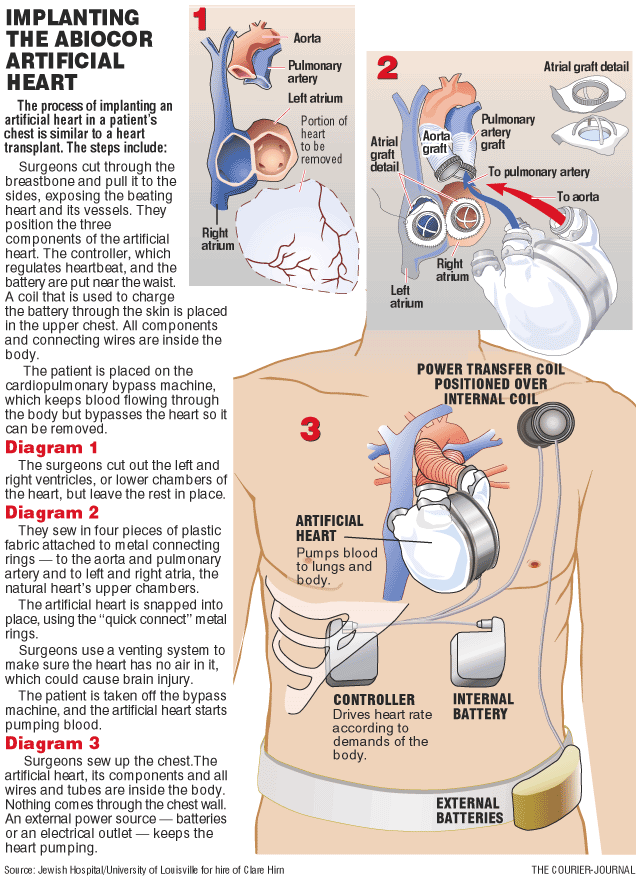 IMPLANTING
THE ABIOCOR
ARTIFICIAL
HEART
The process of implanting an
artificial heart in a patient's
chest is similar to a heart
transplant. The steps include:
Surgeons cut through the
breastbone and pull it to the
sides, exposing the beating
heart and its vessels. They
position the three
components of the artificial
heart. The controller, which
regulates heartbeat, and the
battery are put near the waist.
A coil that is used to charge
the battery through the skin is placed
in the upper chest. All components
and connecting wires are inside the
body.
The patient is placed on the
cardiopulmonary bypass machine,
which keeps blood flowing through
the body but bypasses the heart so it
can be removed.
Diagram 1
The surgeons cut out the left and
right ventricles, or lower chambers of
the heart, but leave the rest in place.
Diagram 2
They sew in four pieces of plastic
fabric attached to metal connecting
rings — to the aorta and pulmonary
artery and to left and right atria, the
natural heart's upper chambers.
The artificial heart is snapped into
place, using the “quick connect” metal
rings.
Surgeons use a venting system to
make sure the heart has no air in it,
which could cause brain injury.
The patient is taken off the bypass
machine, and the artificial heart starts
pumping blood.
Diagram 3
Surgeons sew up the chest.The
artificial heart, its components and all
wires and tubes are inside the body.
Nothing comes through the chest wall.
An external power source — batteries
or an electrical outlet — keeps the
heart pumping.
1
Aorta
Pulmonary
artery
Left atrium
Portion of
heart
to be
removed
Right
atrium
2
Atrial graft detail
Atrial
graft
detail
Aorta
graft
Pulmonary
artery
graft
To pulmonary artery
To aorta
Right
atrium
Left
atrium
3
POWER TRANSFER COIL
POSITIONED OVER
INTERNAL COIL
ARTIFICIAL
HEART
Pumps blood
to lungs and
body.
CONTROLLER
Drives heart rate
according to
demands of the
body.
INTERNAL
BATTERY
EXTERNAL
BATTERIES
Source: Jewish Hospital/University of Louisville for hire of Clare Hirn
THE COURIER-JOURNAL